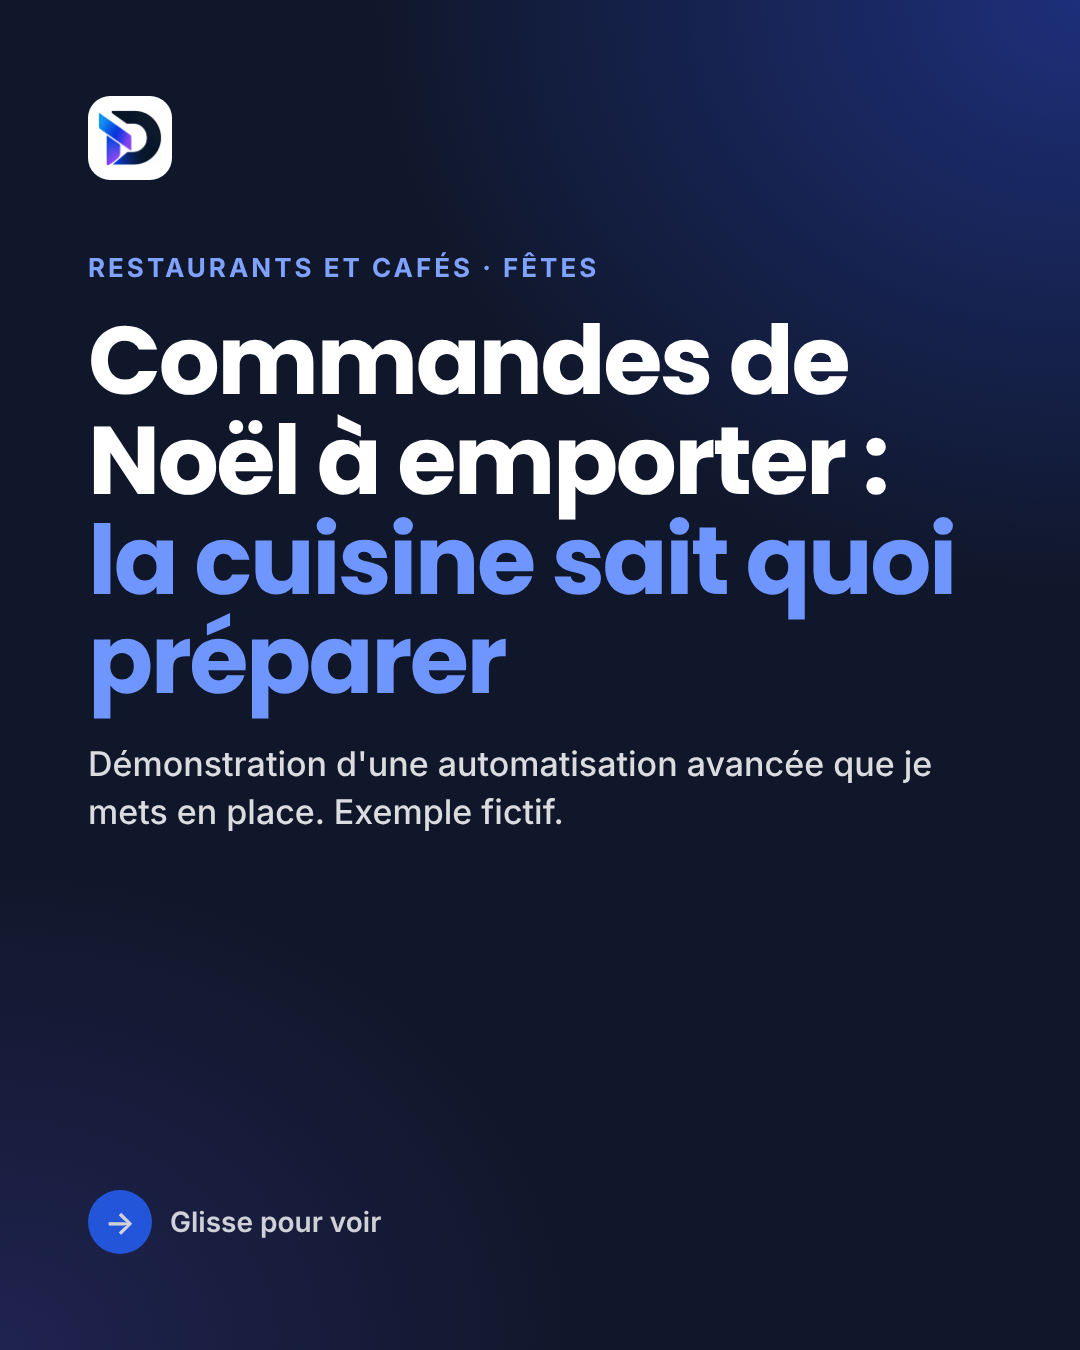 RESTAURANTS ET CAFÉS · FÊTES
Commandes de
Noël à emporter :
la cuisine sait quoi
préparer
Démonstration d'une automatisation avancée que je
mets en place. Exemple fictif.
Glisse pour voir